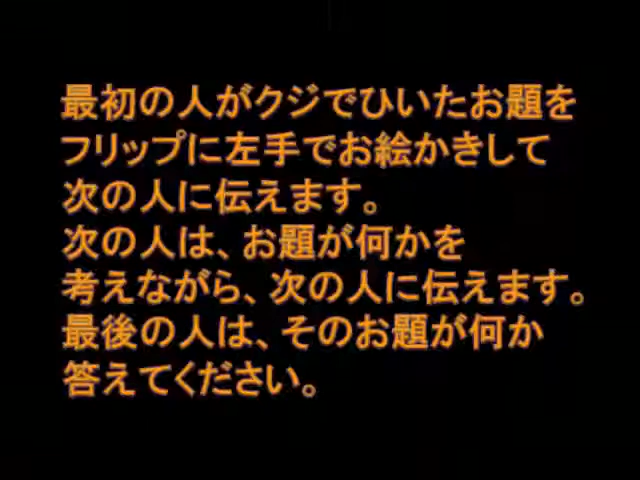 最初の人がクジでひいたお題を
フリップに左手でお絵かきして
次の人に伝えます。
次の人は、お題が何かを
考えながら、次の人に伝えます。
最後の人は、そのお題が何か
答えてください。